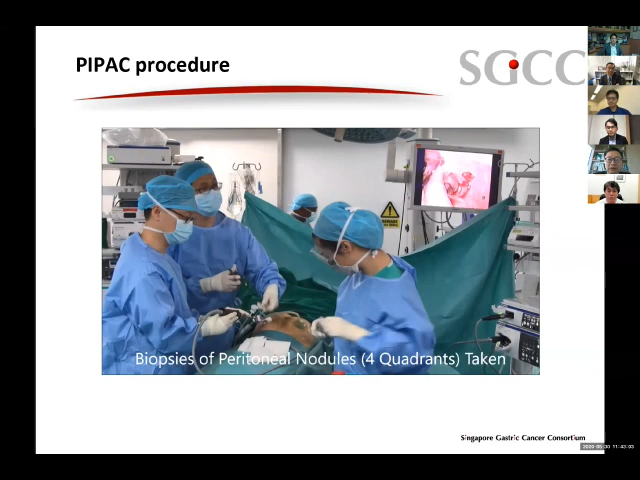 PIPAC procedure
SGCC
Biopsies of Peritoneal Nodules (4 Quadrants) Taken
Singapore Gastric Cancer Consortium